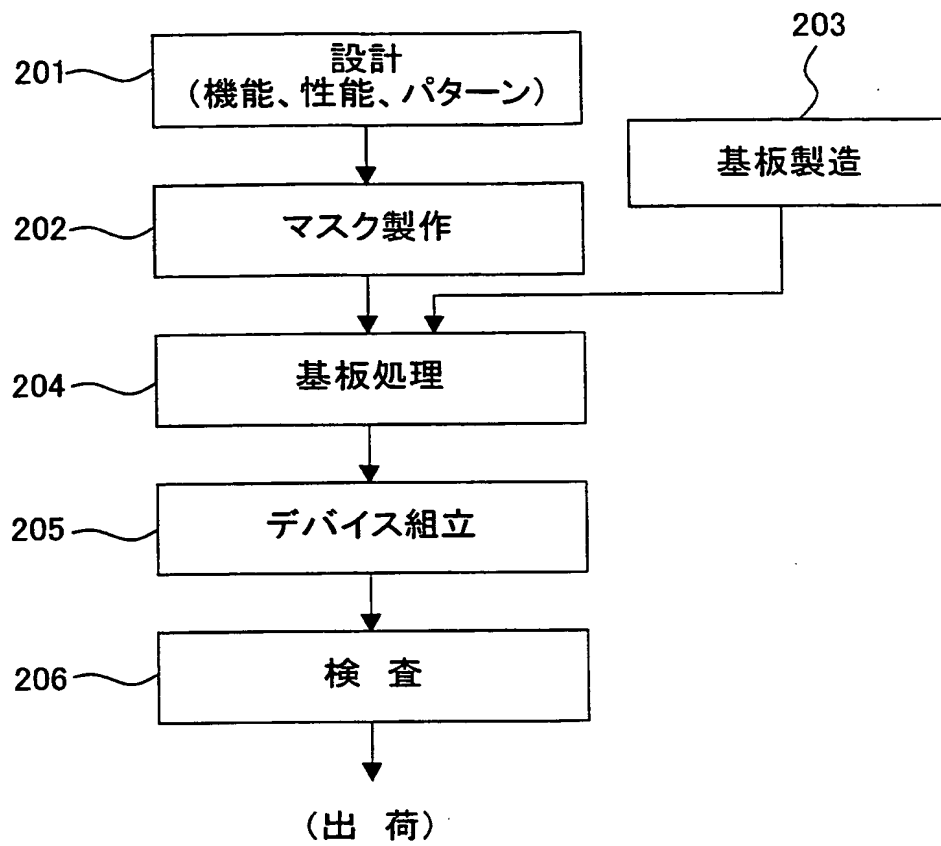 203
201
設計
（機能、性能、パターン）
基板製造
202
マスク製作
204
基板処理
205
デバイス組立
206
検 査
（出 荷）